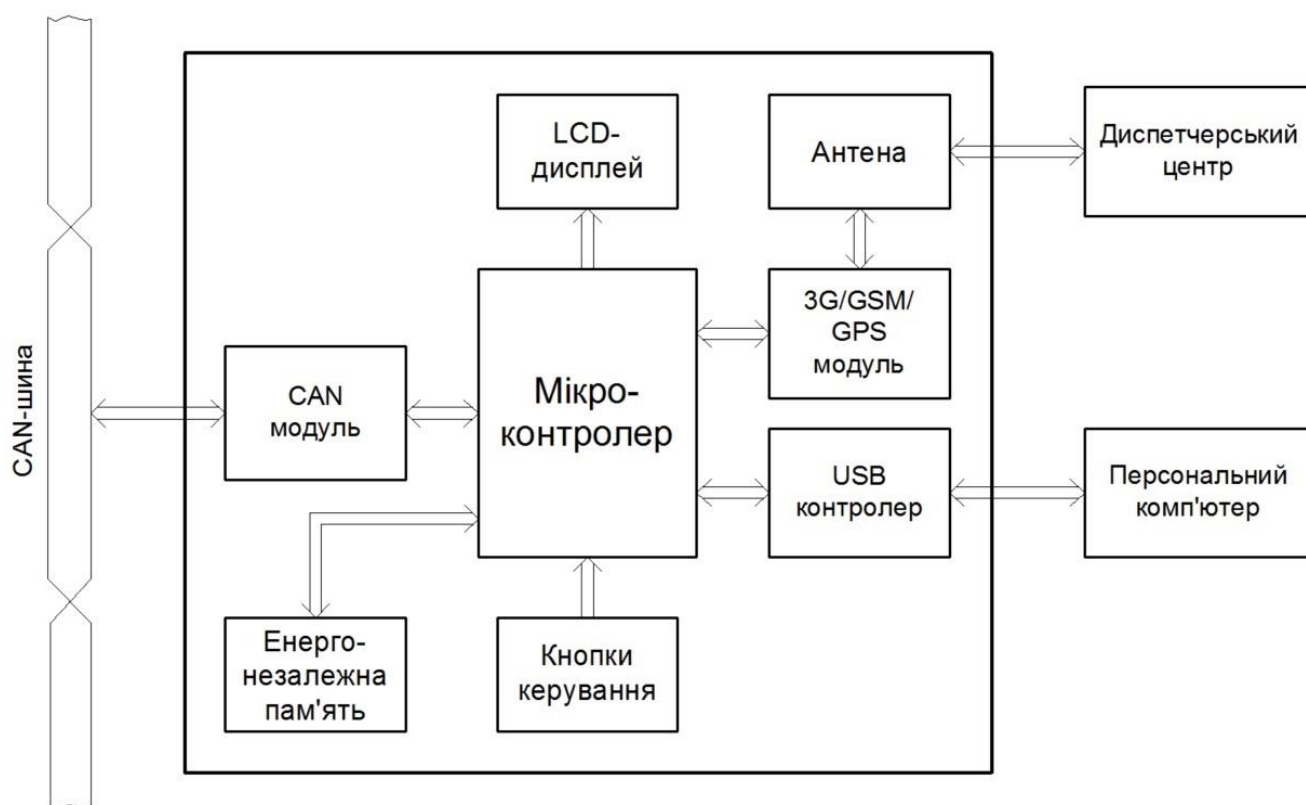 LCD-
дисплей
Антена
Диспетчерський
центр
3G/GSM/
GPS
модуль
CAN-шина
CAN
модуль
Мікро-
контролер
USB
контролер
Персональний
комп'ютер
Енерго-
незалежна
пам'ять
Кнопки
керування